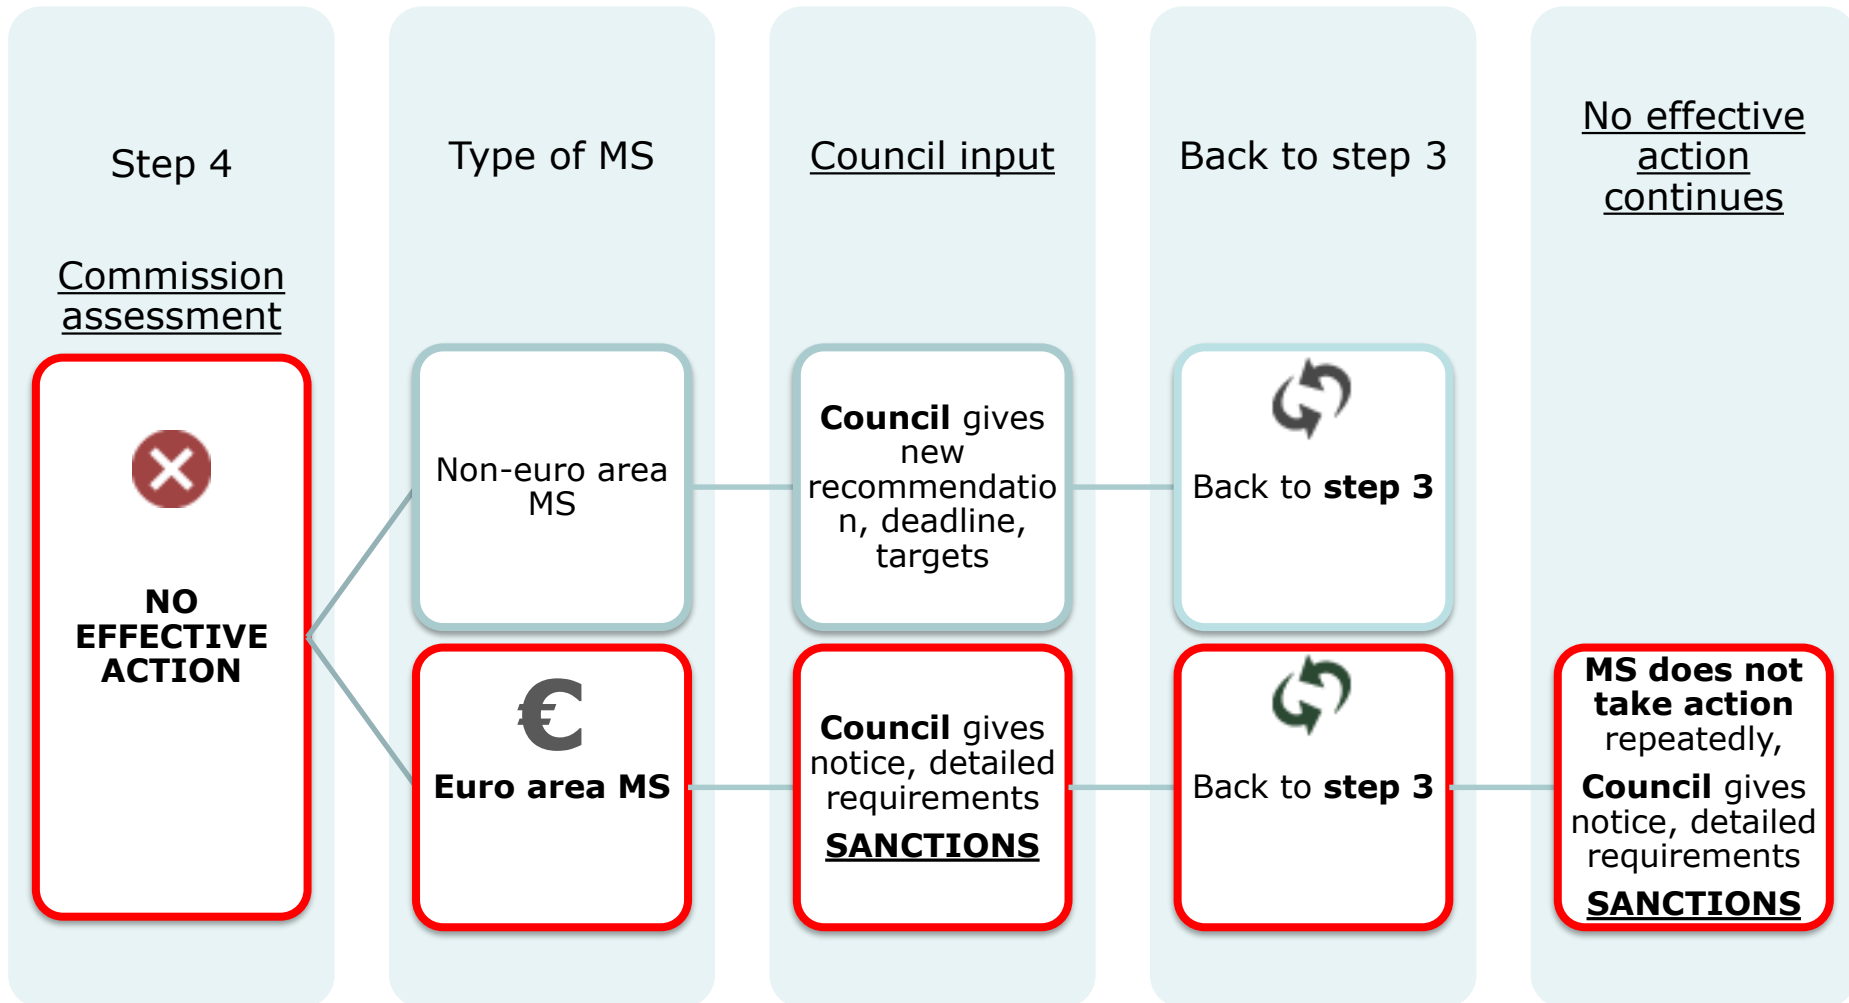 Step 4
Commission
assessment
NO
EFFECTIVE
ACTION
Type of MS
Non-euro area
MS
€
Euro area MS
Council input
Council gives
new
recommendatio
n, deadline,
targets
Council gives
notice, detailed
requirements
SANCTIONS
Back to step 3
Back to step 3
Back to step 3
No effective
action
continues
MS does not
take action
repeatedly,
Council gives
notice, detailed
requirements
SANCTIONS